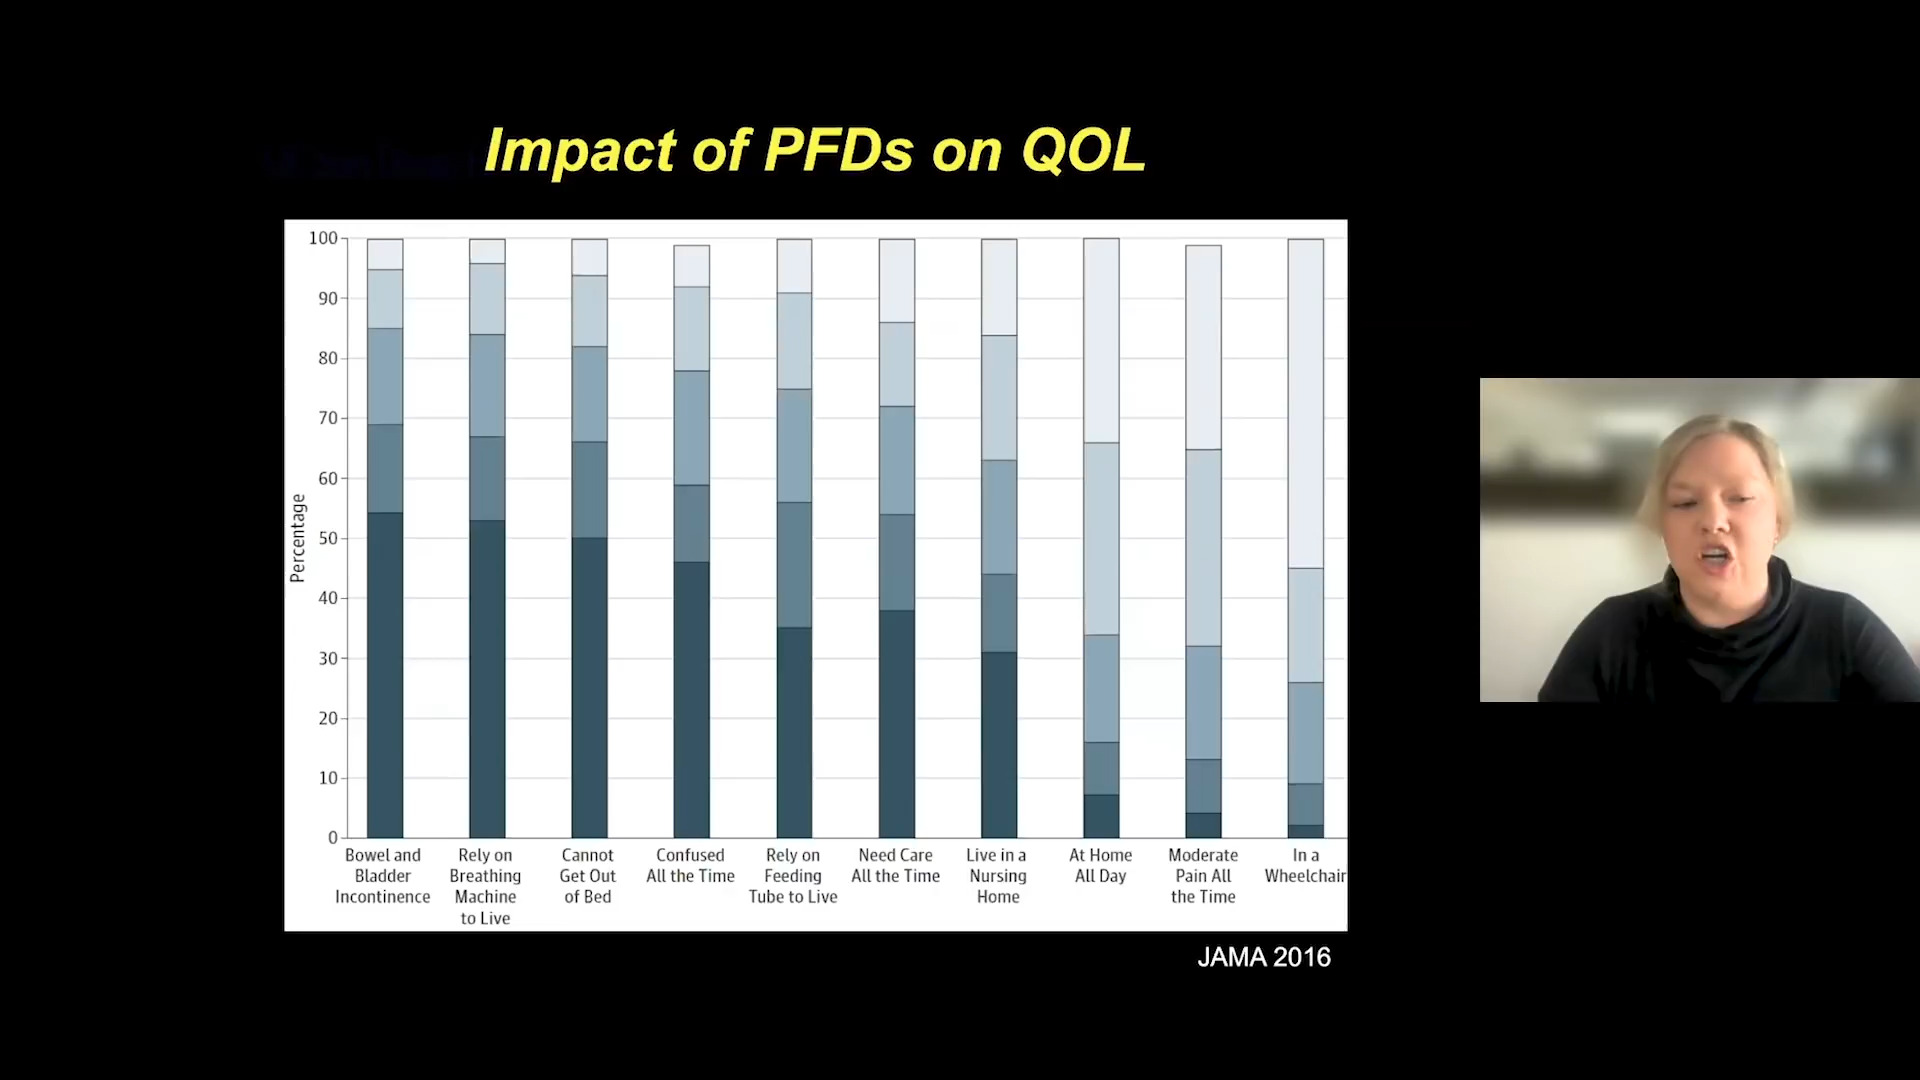 Impact of PFDs on QOL
100
90
80
70
60
50
40
30
20
10
0
Percentage
Bowel and
Bladder
Incontinence
Rely on
Breathing
Machine
to Live
Cannot
Get Out
of Bed
Confused
All the Time
Rely on
Feeding
Tube to Live
Need Care
All the Time
Live in a
Nursing
Home
At Home
All Day
Moderate
Pain All
the Time
In a
Wheelchair
JAMA 2016